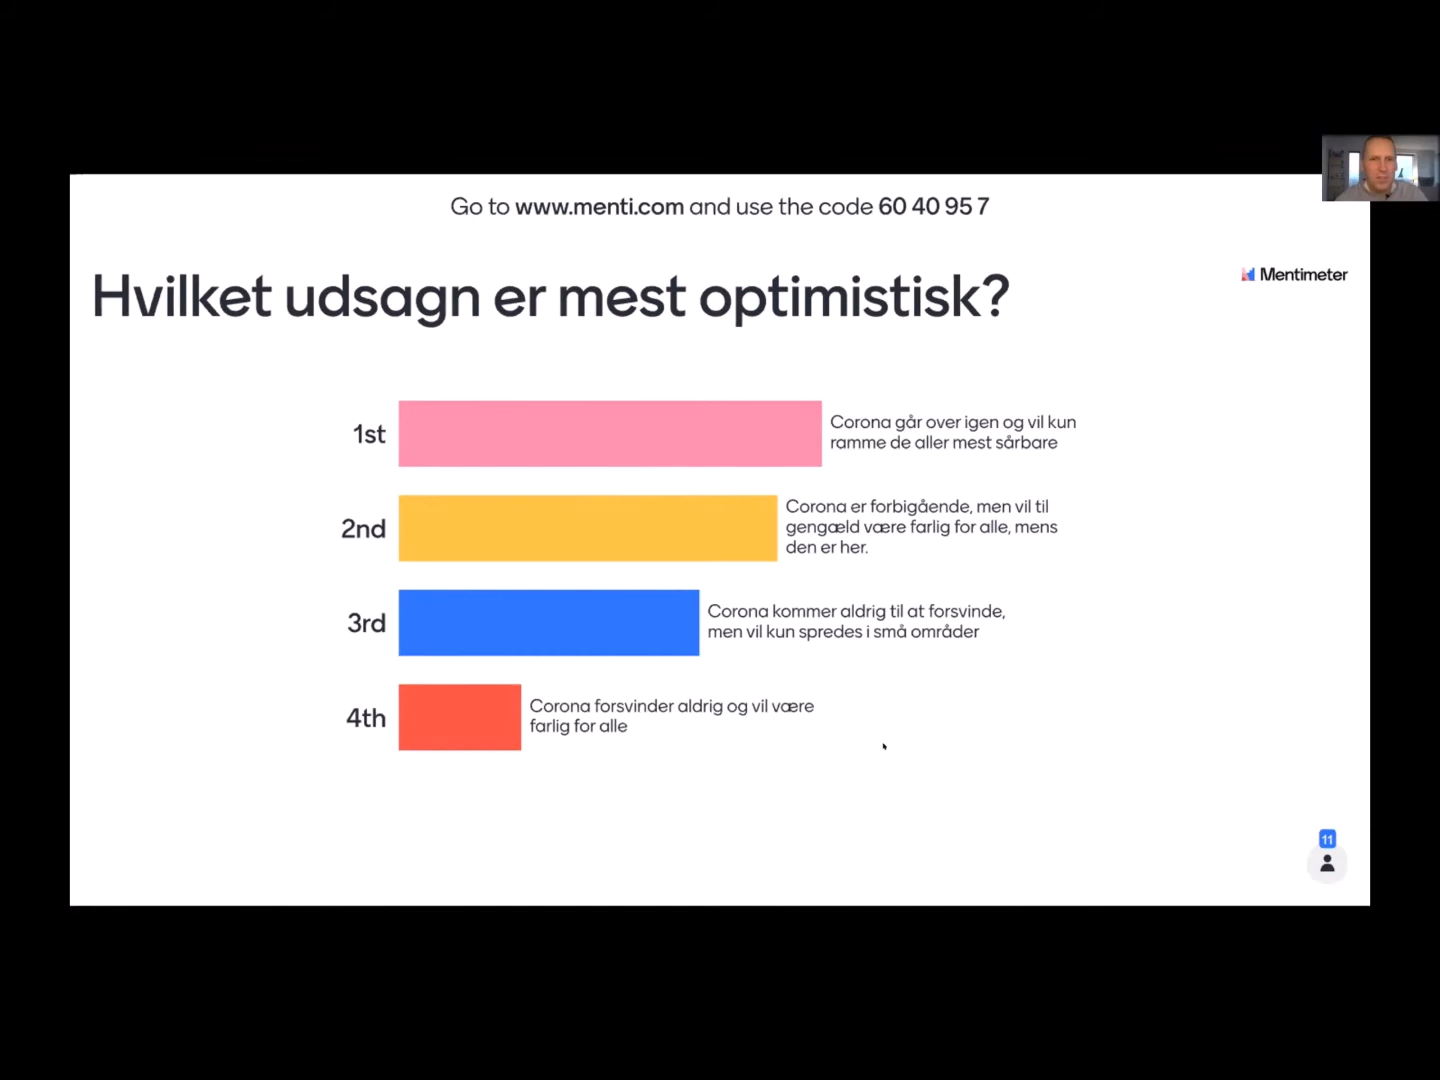 Go to www.menti.com and use the code 60 40 95 7
Mentimeter
Hvilket udsagn er mest optimistisk?
1st
Corona går over igen og vil kun
ramme de aller mest sårbare
2nd
Corona er forbigående, men vil til
gengæld være farlig for alle, mens
den er her.
3rd
Corona kommer aldrig til at forsvinde,
men vil kun spredes i små områder
4th
Corona forsvinder aldrig og vil være
farlig for alle
11